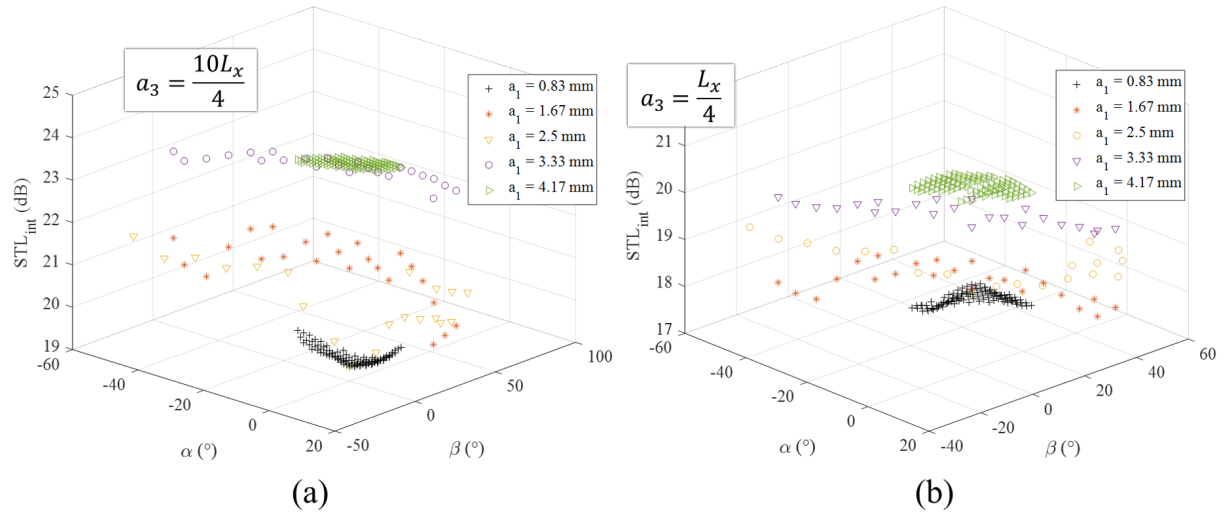 a₃ = 10Lₓ/4
a₁ = 0.83 mm
a₁ = 1.67 mm
a₁ = 2.5 mm
a₁ = 3.33 mm
a₁ = 4.17 mm
25
24
23
22
21
20
19
STL_int (dB)
-60
-40
-20
0
20
α (°)
-50
0
50
100
β (°)
(a)
a₃ = Lₓ/4
a₁ = 0.83 mm
a₁ = 1.67 mm
a₁ = 2.5 mm
a₁ = 3.33 mm
a₁ = 4.17 mm
21
20
19
18
17
STL_int (dB)
-60
-40
-20
0
20
α (°)
-40
-20
0
20
40
60
β (°)
(b)